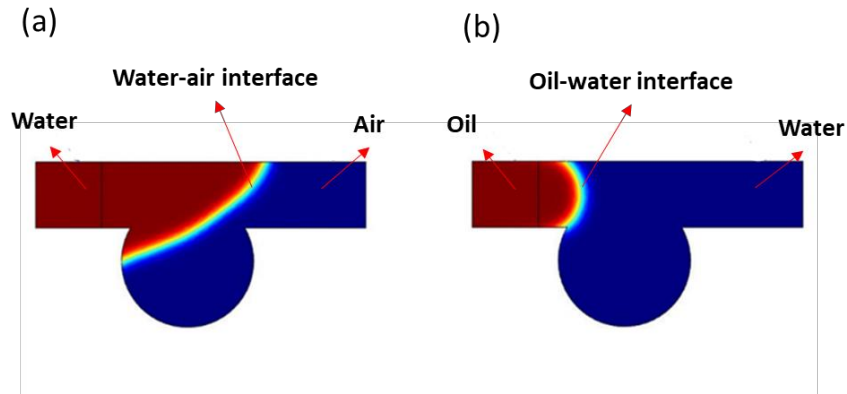 (a)
(b)
Water-air interface
Oil-water interface
Water
Air
Oil
Water